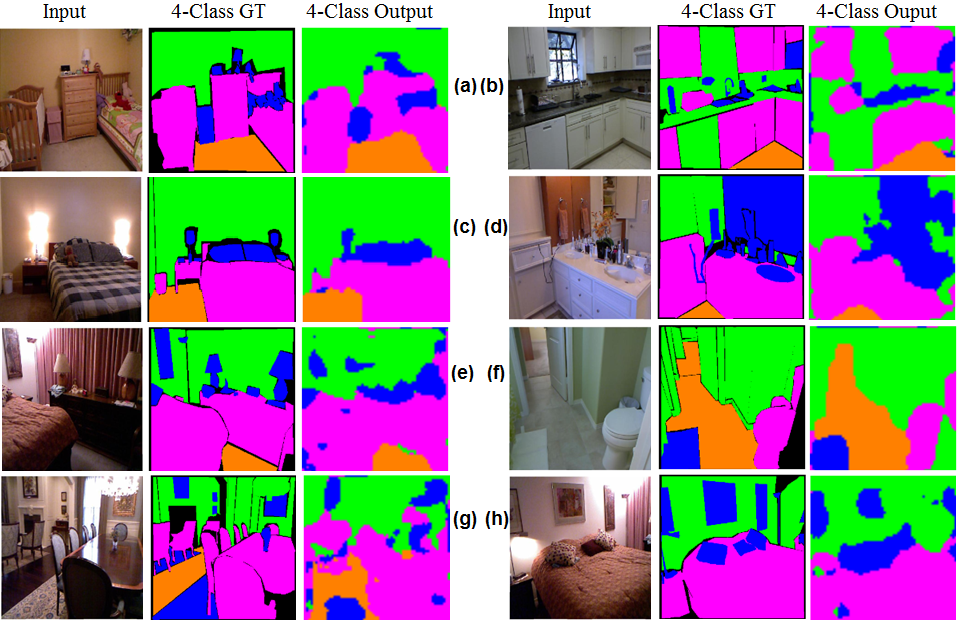 Input 4-Class GT 4-Class Output Input 4-Class GT 4-Class Ouput
(a) (b)
(c) (d)
(e) (f)
(g) (h)